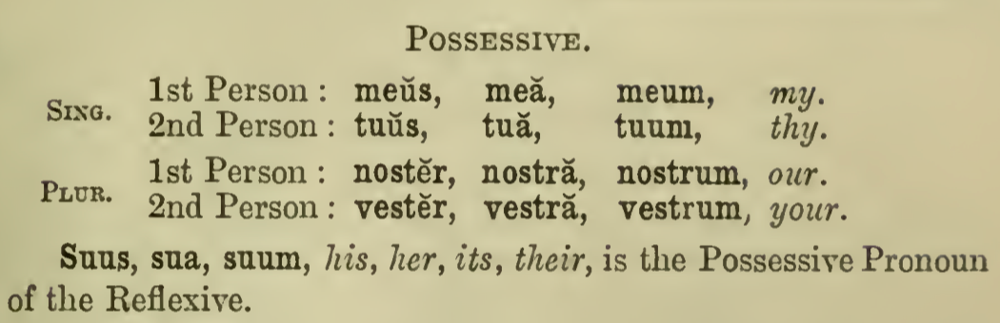 POSSESSIVE.
SING. 1st Person : meŭs, meă, meum, my.
2nd Person : tuŭs, tuă, tuum, thy.
PLUR. 1st Person : nostĕr, nostră, nostrum, our.
2nd Person : vestĕr, vestră, vestrum, your.
Suus, sua, suum, his, her, its, their, is the Possessive Pronoun
of the Reflexive.